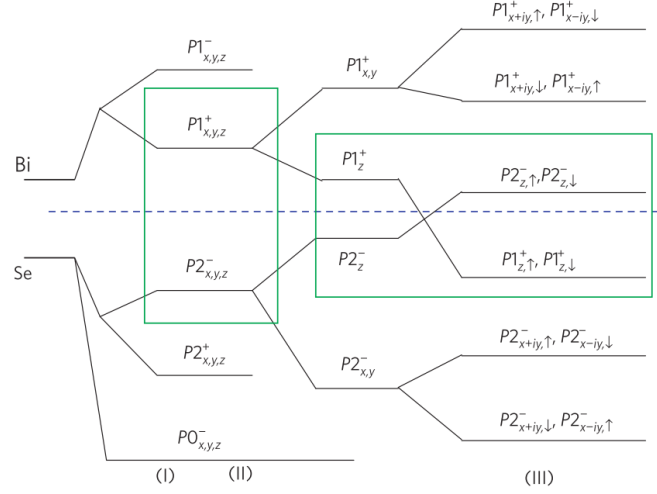 P1⁺x+iy,↑, P1⁺x−iy,↓
P1⁻x,y,z
P1⁺x,y
P1⁺x+iy,↓, P1⁺x−iy,↑
P1⁺x,y,z
Bi
P1⁺z
P2⁻z,↑,P2⁻z,↓
Se
P2⁻x,y,z
P2⁻z
P1⁺z,↑, P1⁺z,↓
P2⁻x+iy,↑, P2⁻x−iy,↓
P2⁺x,y,z
P2⁻x,y
P2⁻x+iy,↓, P2⁻x−iy,↑
P0⁻x,y,z
(I) (II) (III)